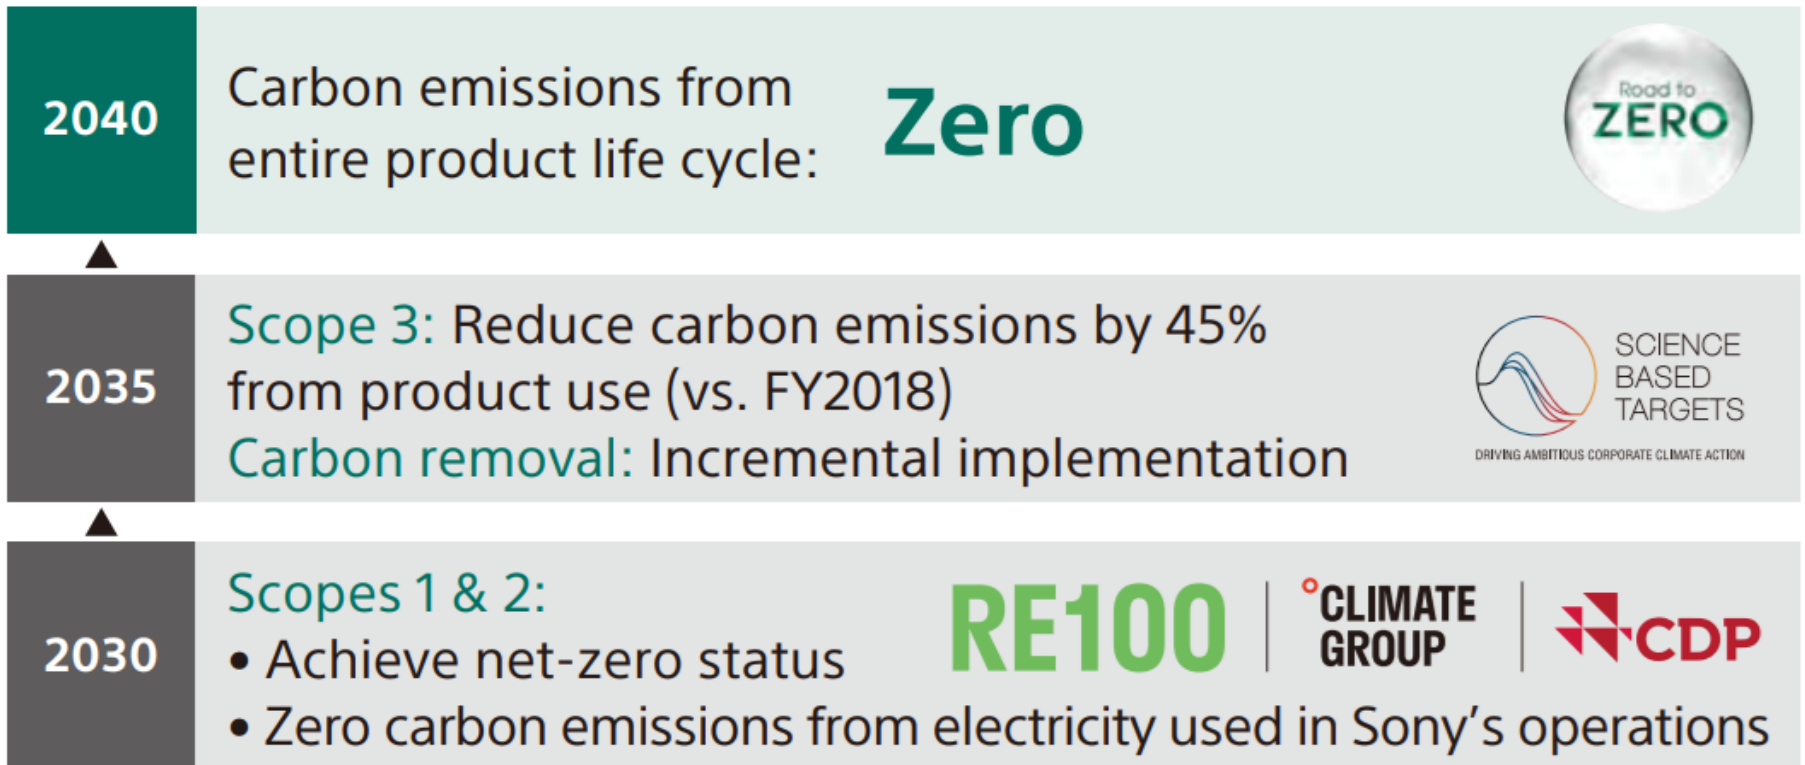 2040
Carbon emissions from
entire product life cycle:
Zero
Road to
ZERO
2035
Scope 3: Reduce carbon emissions by 45%
from product use (vs. FY2018)
Carbon removal: Incremental implementation
SCIENCE
BASED
TARGETS
DRIVING AMBITIOUS CORPORATE CLIMATE ACTION
2030
Scopes 1 & 2:
• Achieve net-zero status
• Zero carbon emissions from electricity used in Sony’s operations
RE100
°CLIMATE
GROUP
CDP